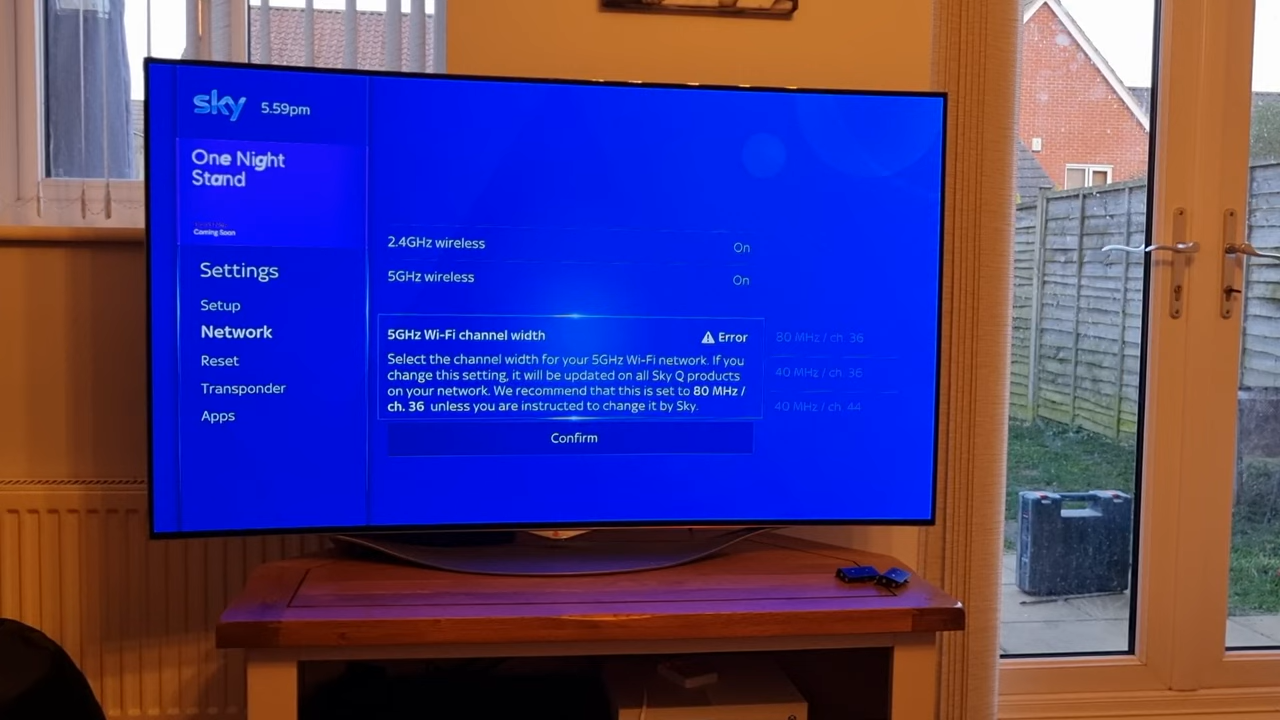 sky 5.59pm
One Night
Stand
Coming Soon
Settings
Setup
Network
Reset
Transponder
Apps
2.4GHz wireless On
5GHz wireless On
5GHz Wi-Fi channel width Error
Select the channel width for your 5GHz Wi-Fi network. If you
change this setting, it will be updated on all Sky Q products
on your network. We recommend that this is set to 80 MHz /
ch. 36 unless you are instructed to change it by Sky.
Confirm
80 MHz / ch. 36
40 MHz / ch. 36
40 MHz / ch. 44